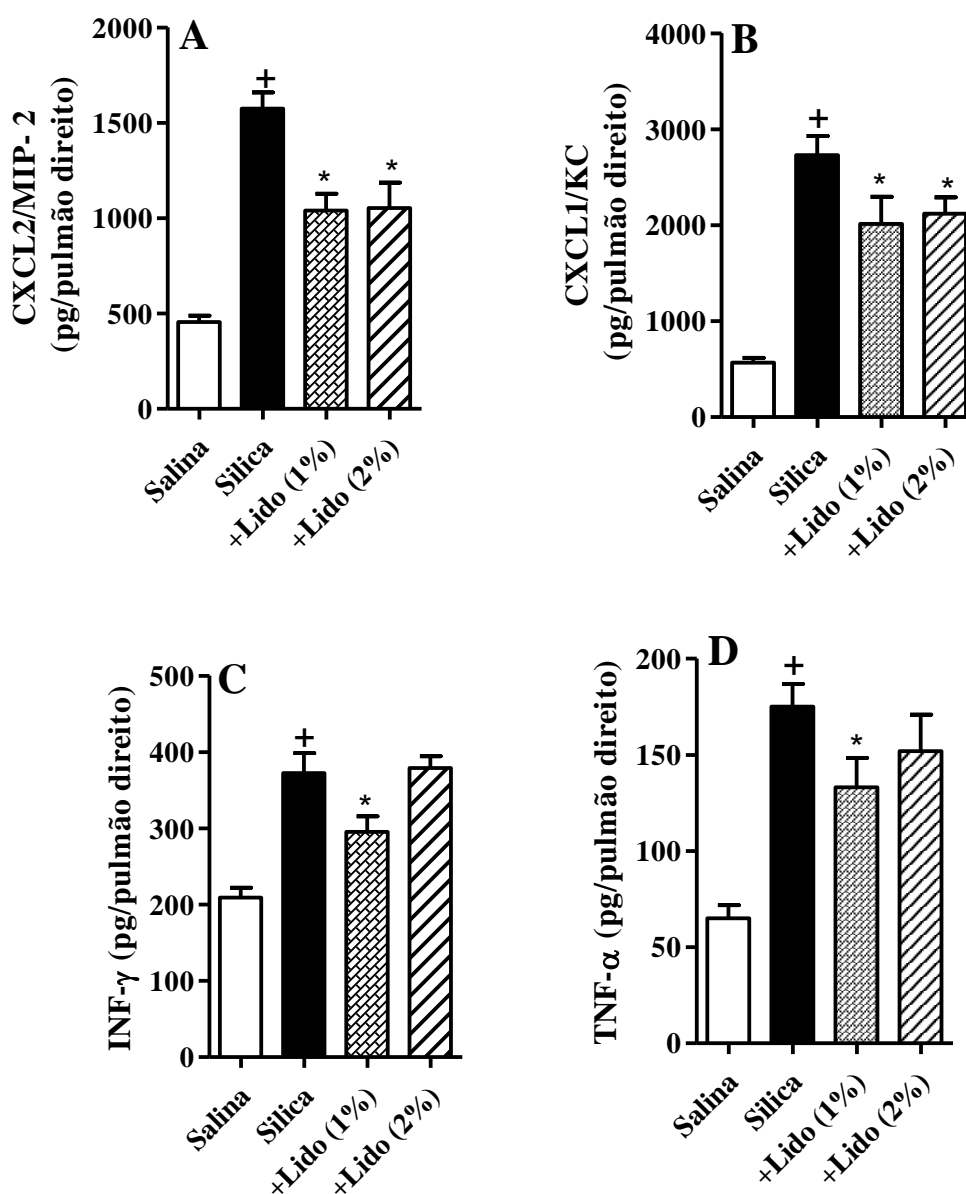 A
CXCL2/MIP- 2
(pg/pulmão direito)
2000
1500
1000
500
0
+
*
*
Salina
Silica
+Lido (1%)
+Lido (2%)
B
CXCL1/KC
(pg/pulmão direito)
4000
3000
2000
1000
0
+
*
*
Salina
Silica
+Lido (1%)
+Lido (2%)
C
INF-γ (pg/pulmão direito)
500
400
300
200
100
0
+
*
Salina
Silica
+Lido (1%)
+Lido (2%)
D
TNF-α (pg/pulmão direito)
200
150
100
50
0
+
*
Salina
Silica
+Lido (1%)
+Lido (2%)